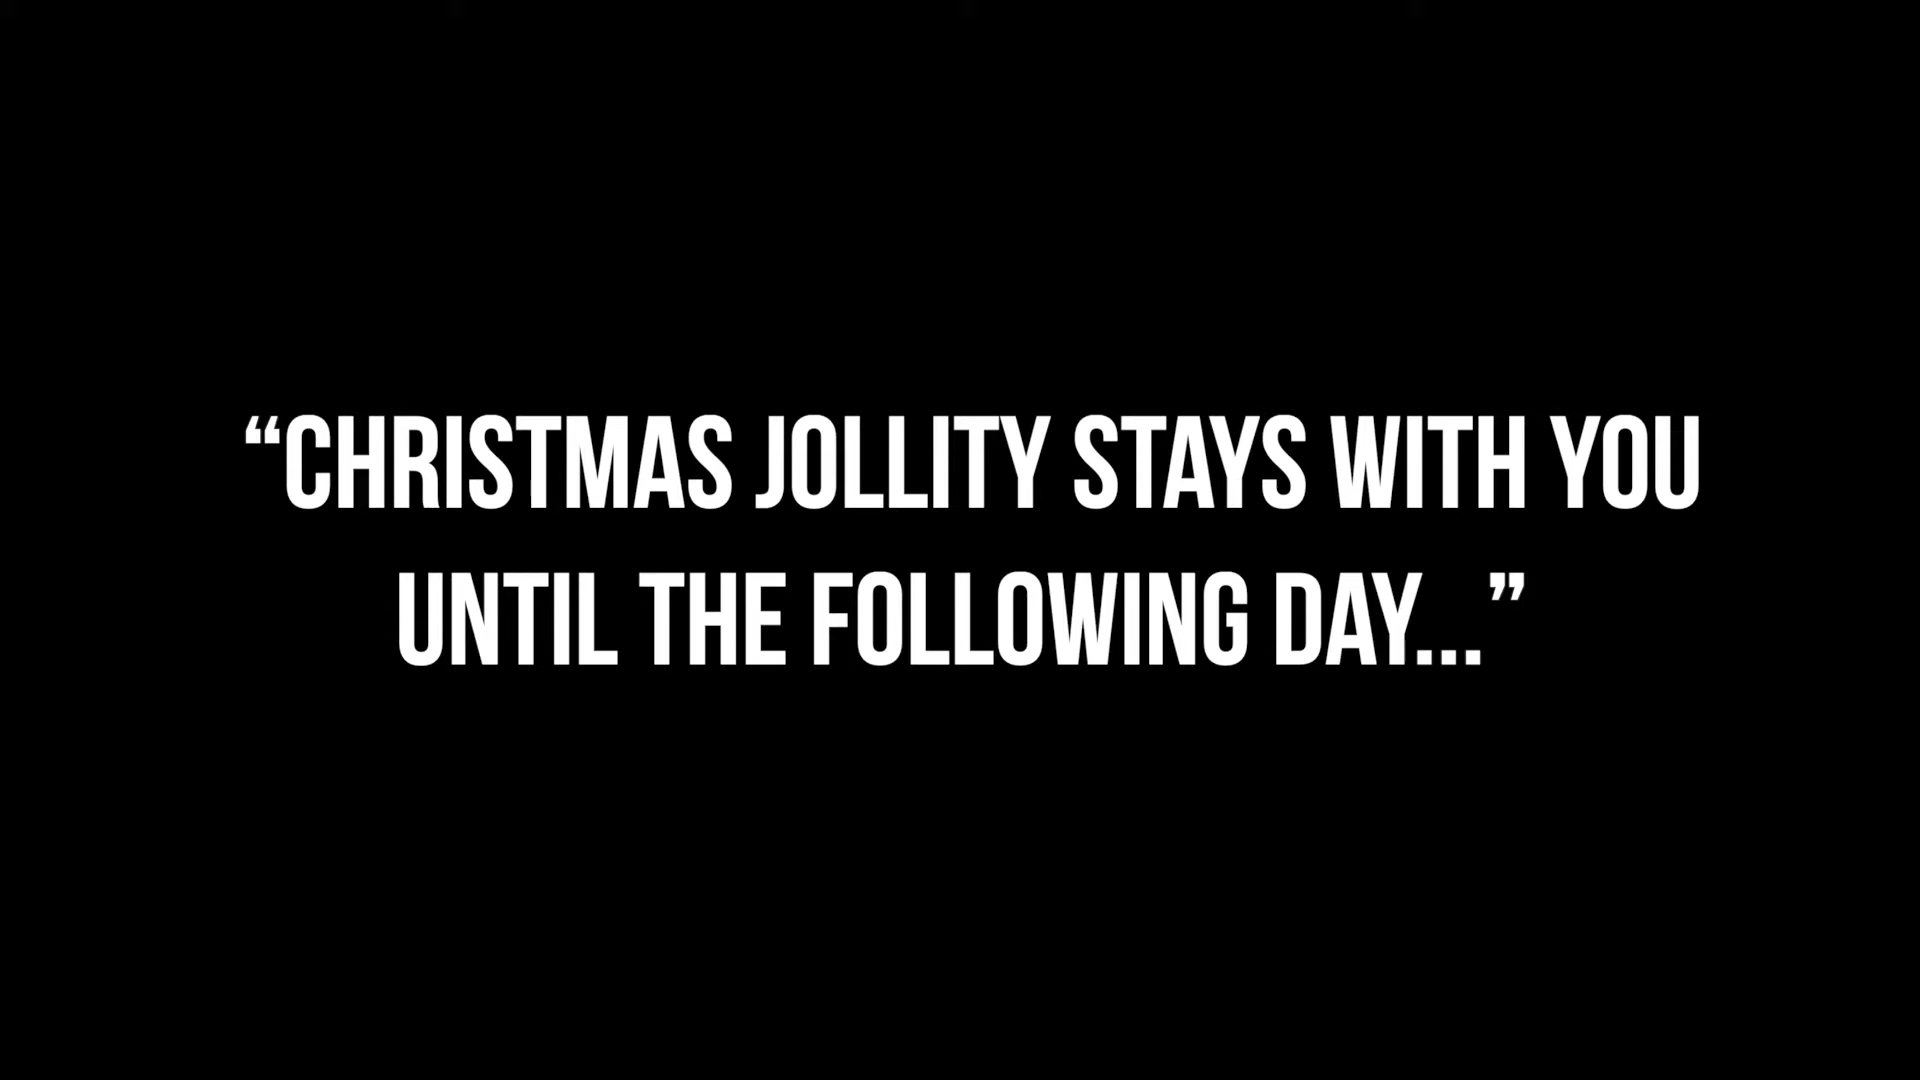 “CHRISTMAS JOLLITY STAYS WITH YOU
UNTIL THE FOLLOWING DAY...”